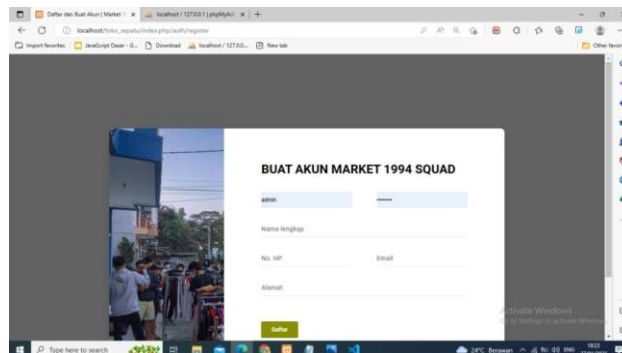 Daftar dan Buat Akun | Market
localhost / 127.0.0.1 | phpMyAd
localhost/toko_sepatu/index.php/auth/register
Import favorites
JavaScript Dasar - G...
Download
localhost / 127.0.0....
New tab
Other favor
BUAT AKUN MARKET 1994 SQUAD
admin ••••••••
Nama lengkap
No. HP Email
Alamat
Activate Windows
Go to Settings to activate Windows
Daftar
Type here to search
24°C Berawan
ENG
18:23